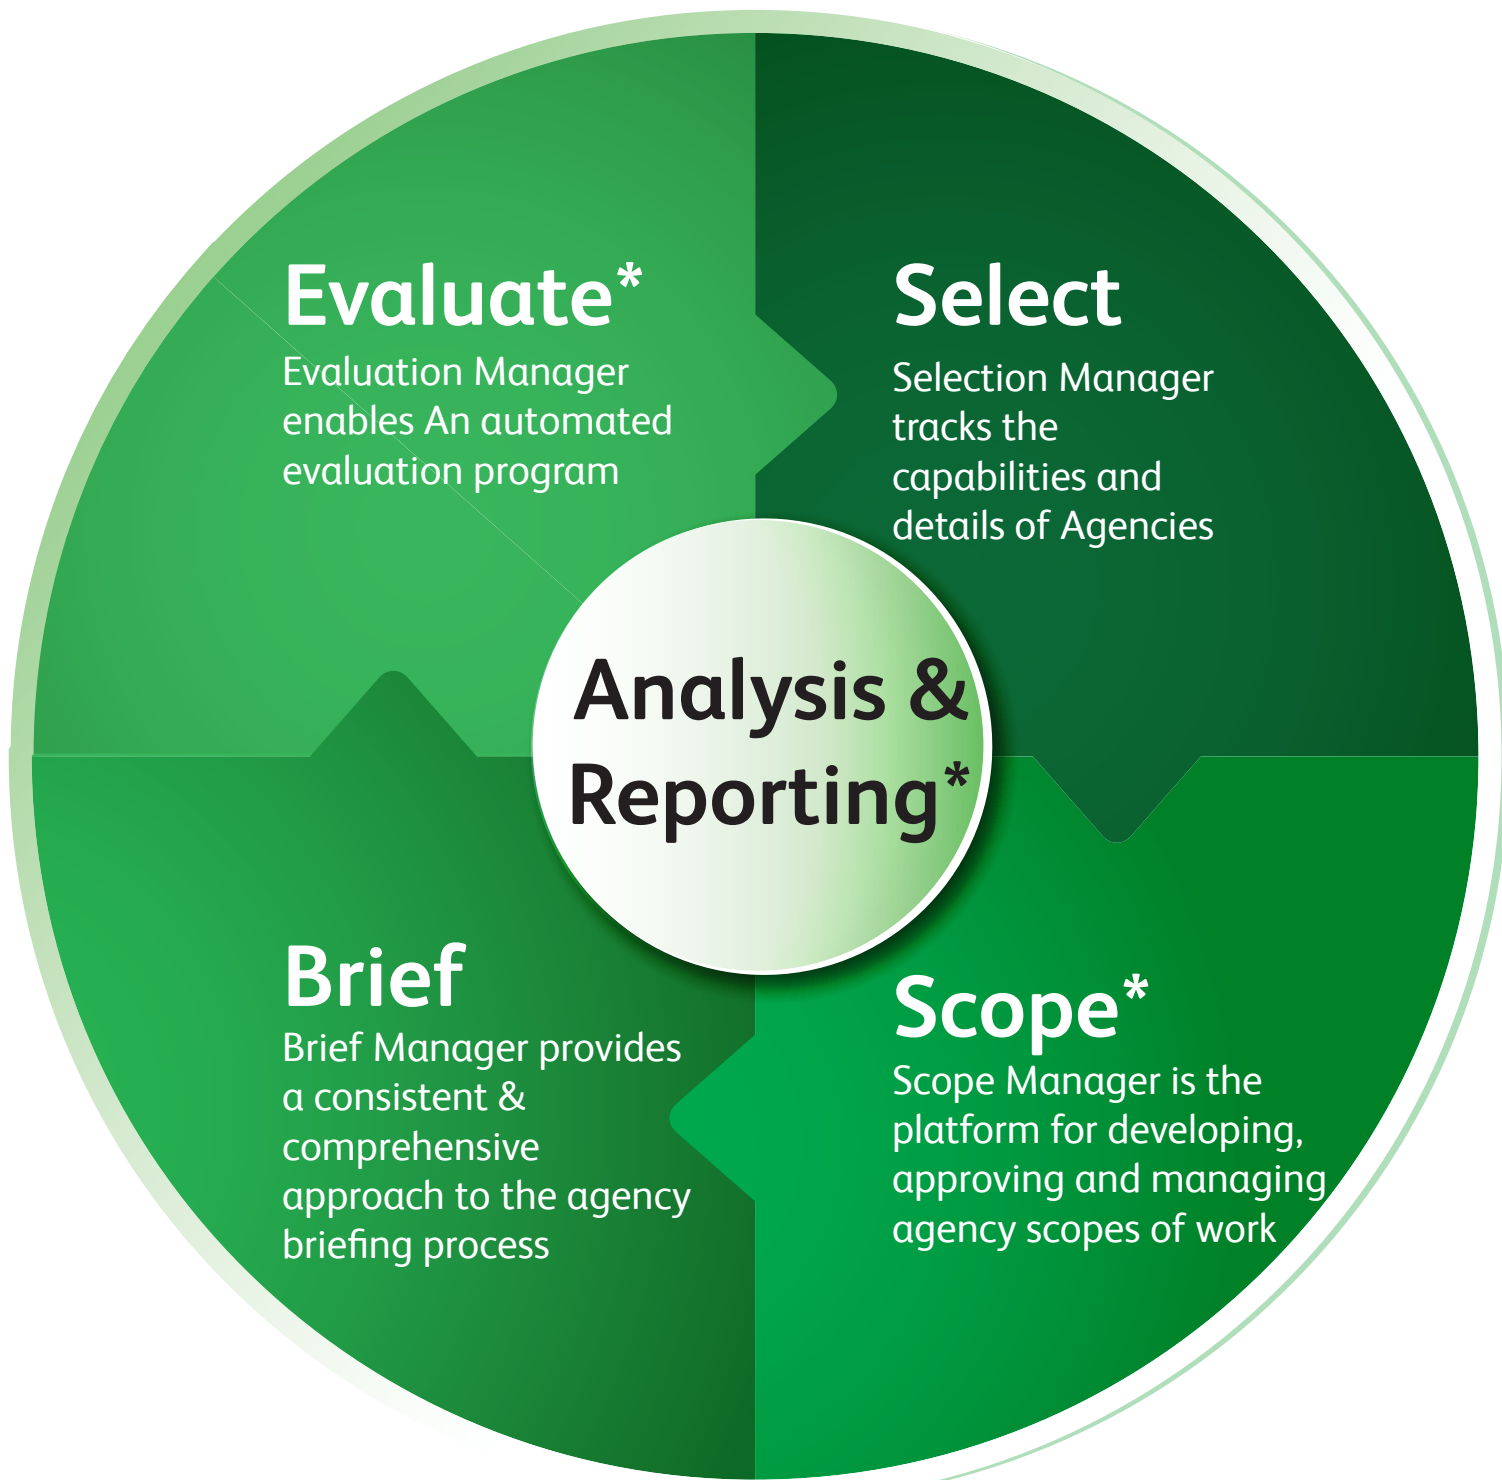 Evaluate*
Evaluation Manager
enables An automated
evaluation program
Select
Selection Manager
tracks the
capabilities and
details of Agencies
Analysis &
Reporting*
Brief
Brief Manager provides
a consistent &
comprehensive
approach to the agency
briefing process
Scope*
Scope Manager is the
platform for developing,
approving and managing
agency scopes of work